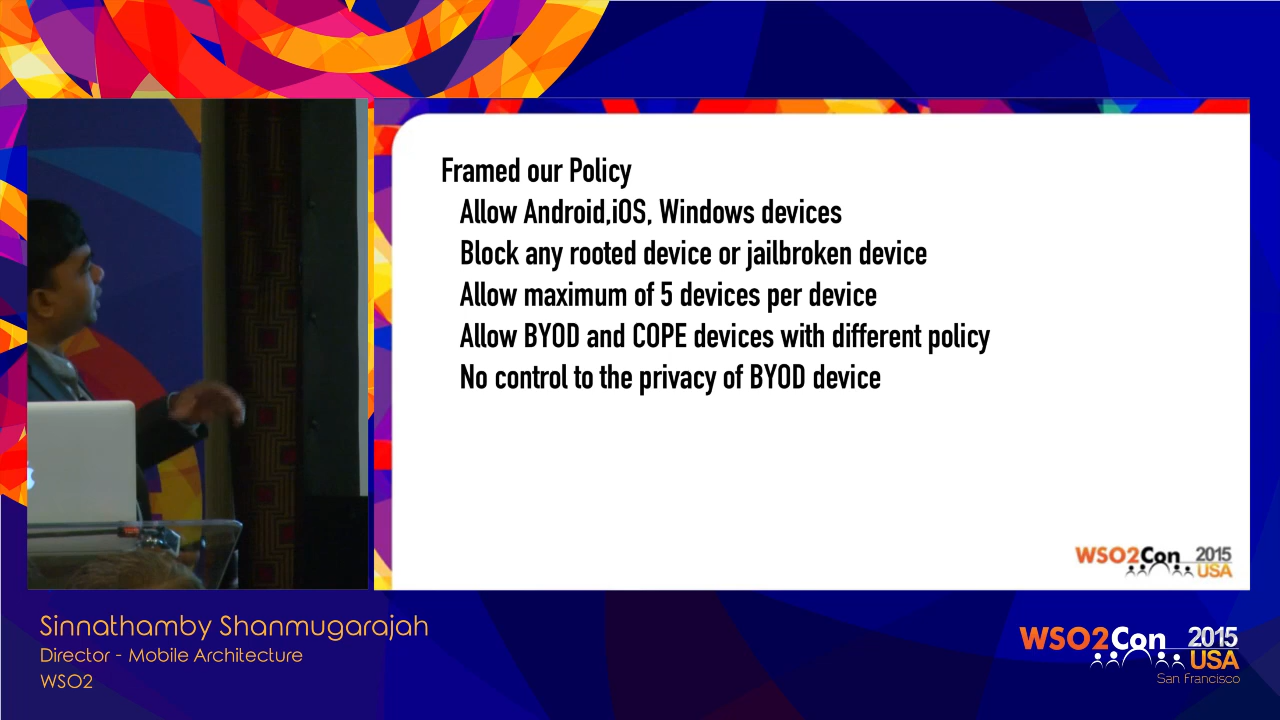 Framed our Policy
Allow Android,iOS, Windows devices
Block any rooted device or jailbroken device
Allow maximum of 5 devices per device
Allow BYOD and COPE devices with different policy
No control to the privacy of BYOD device
WSO2Con 2015
USA
Sinnathamby Shanmugarajah
Director - Mobile Architecture
WSO2
WSO2Con 2015
USA
San Francisco